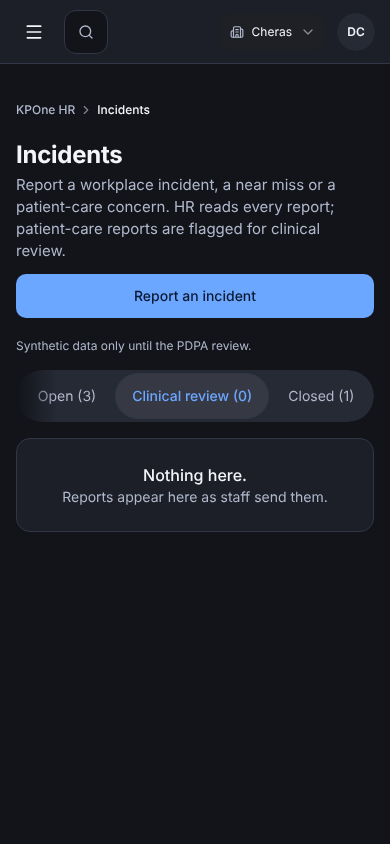 Cheras
DC
KPOne HR > Incidents
Incidents
Report a workplace incident, a near miss or a
patient-care concern. HR reads every report;
patient-care reports are flagged for clinical
review.
Report an incident
Synthetic data only until the PDPA review.
Open (3) Clinical review (0) Closed (1)
Nothing here.
Reports appear here as staff send them.